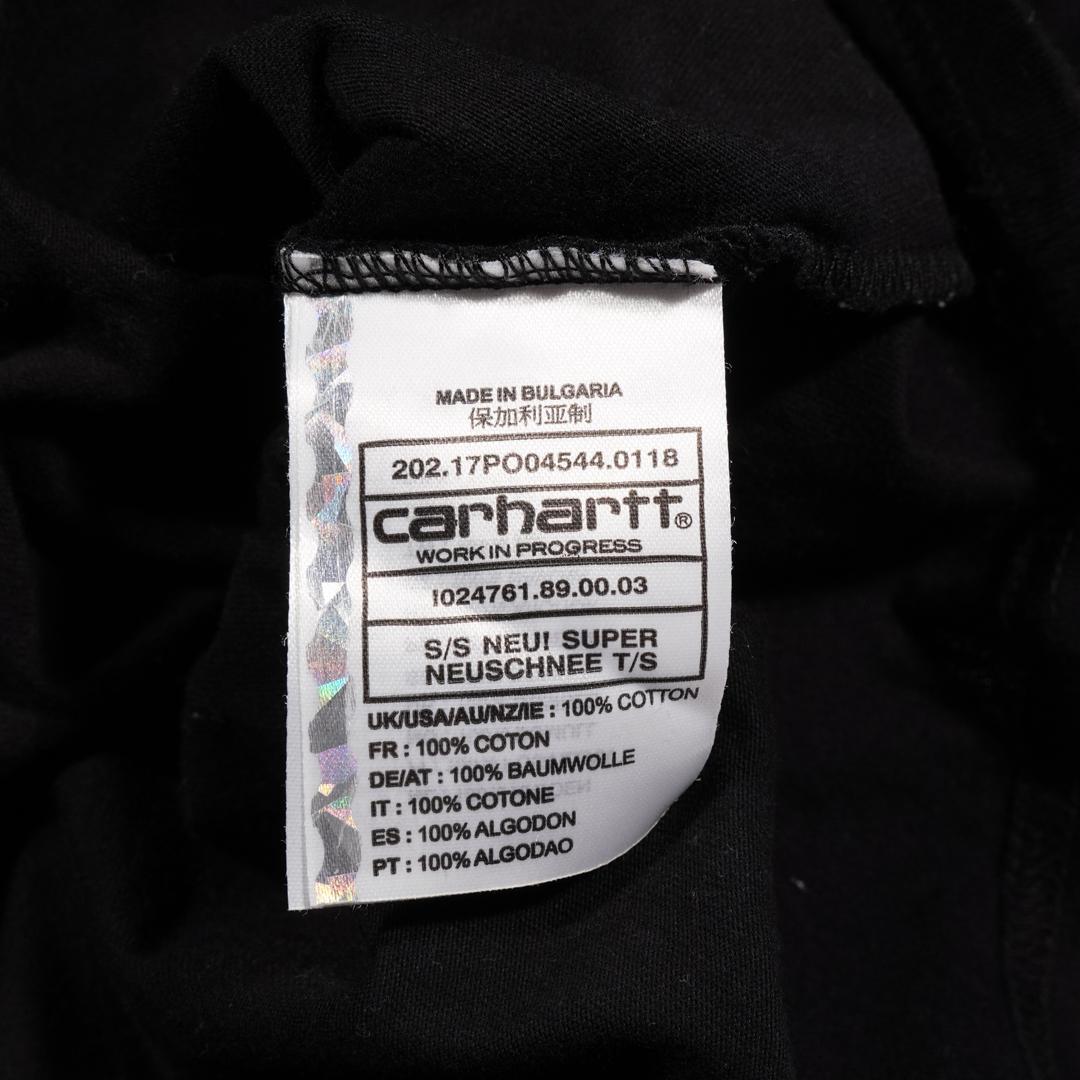 MADE IN BULGARIA
保加利亚制
202.17PO04544.0118
carhartt®
WORK IN PROGRESS
I024761.89.00.03
S/S NEU! SUPER
NEUSCHNEE T/S
UK/USA/AU/NZ/IE : 100% COTTON
FR : 100% COTON
DE/AT : 100% BAUMWOLLE
IT : 100% COTONE
ES : 100% ALGODON
PT : 100% ALGODAO